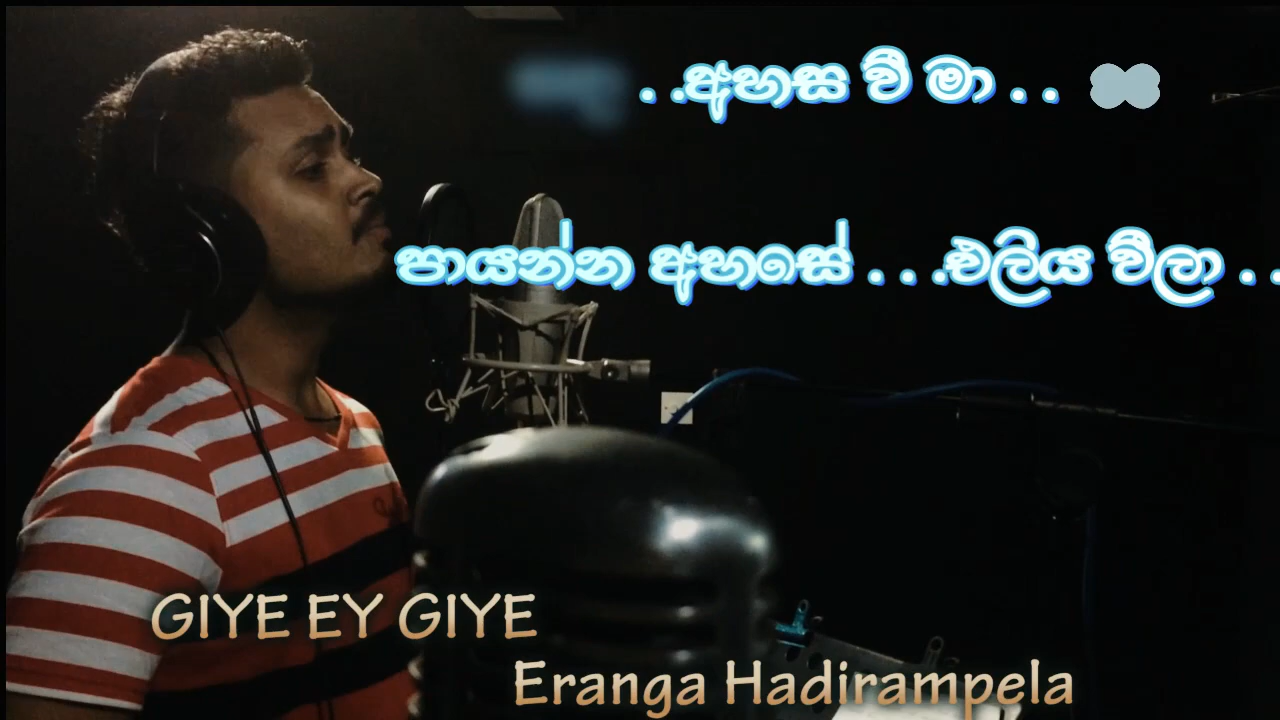 . .අහස වී මා . .
පායන්න අහසේ . . .එලිය වීලා . .
GIYE EY GIYE
Eranga Hadirampela